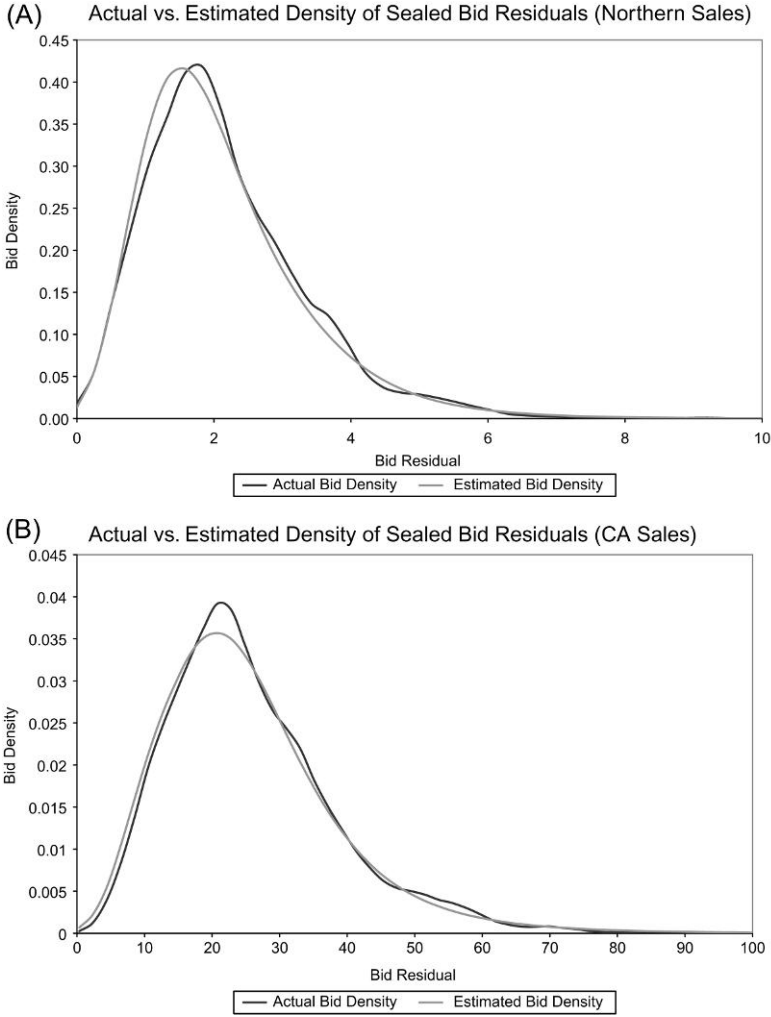 (A) Actual vs. Estimated Density of Sealed Bid Residuals (Northern Sales)
0.45
0.40
0.35
0.30
0.25
0.20
0.15
0.10
0.05
0.00
Bid Density
0 2 4 6 8 10
Bid Residual
Actual Bid Density Estimated Bid Density
(B) Actual vs. Estimated Density of Sealed Bid Residuals (CA Sales)
0.045
0.04
0.035
0.03
0.025
0.02
0.015
0.01
0.005
0
Bid Density
0 10 20 30 40 50 60 70 80 90 100
Bid Residual
Actual Bid Density Estimated Bid Density